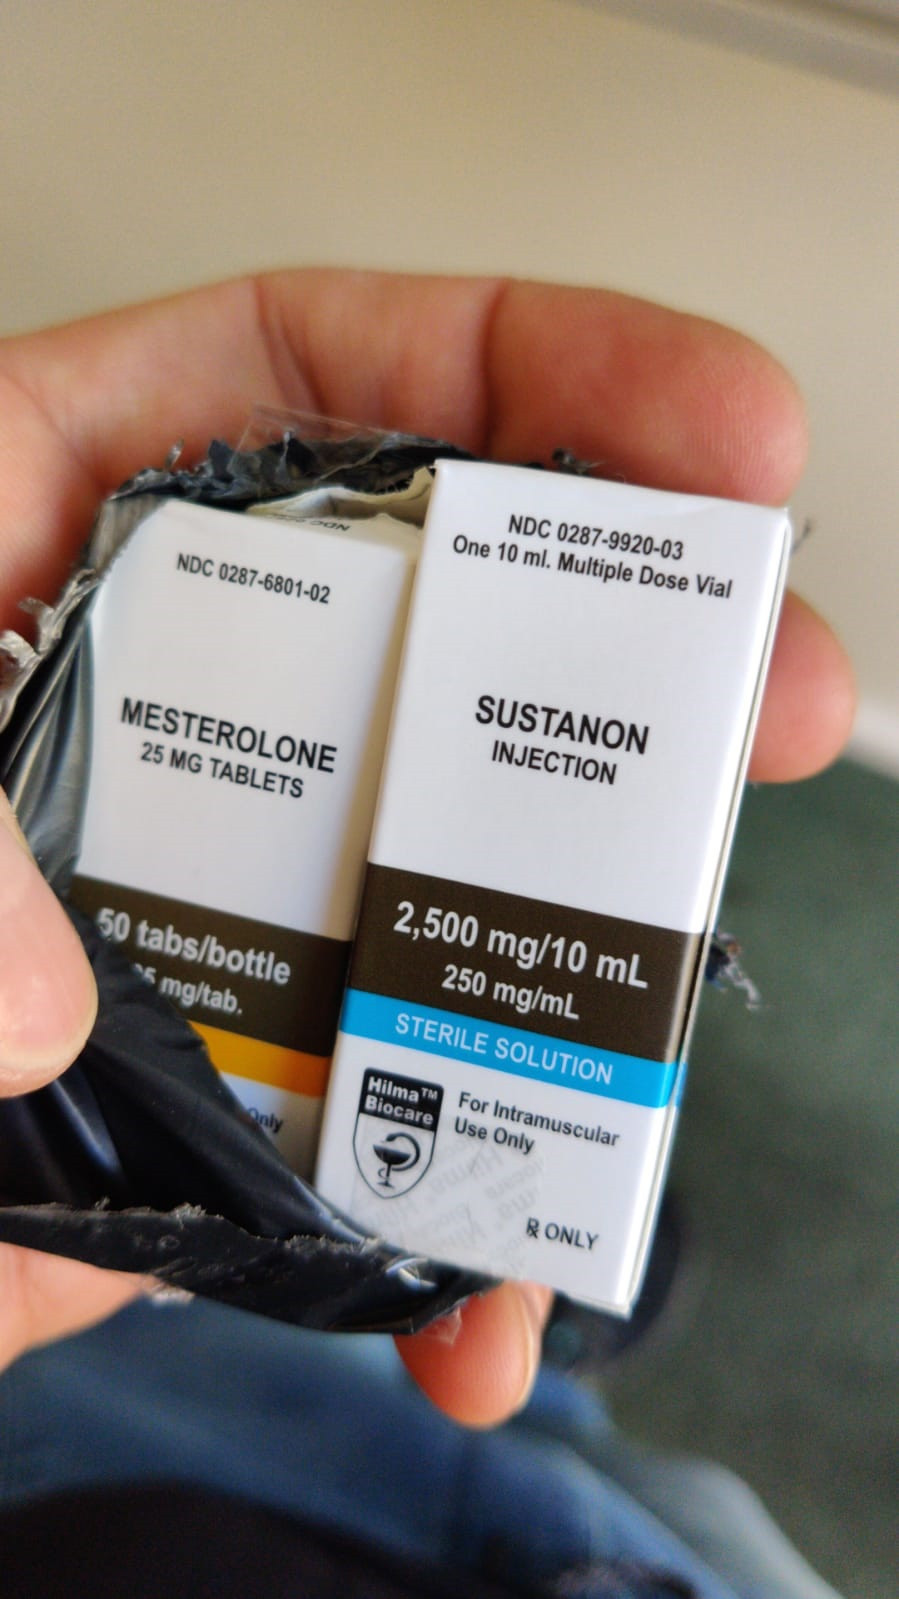 NDC 0287-6801-02
MESTEROLONE
25 MG TABLETS
50 tabs/bottle
mg/tab.
Only
NDC 0287-9920-03
One 10 ml. Multiple Dose Vial
SUSTANON
INJECTION
2,500 mg/10 mL
250 mg/mL
STERILE SOLUTION
Hilma™
Biocare
For Intramuscular
Use Only
℞ ONLY